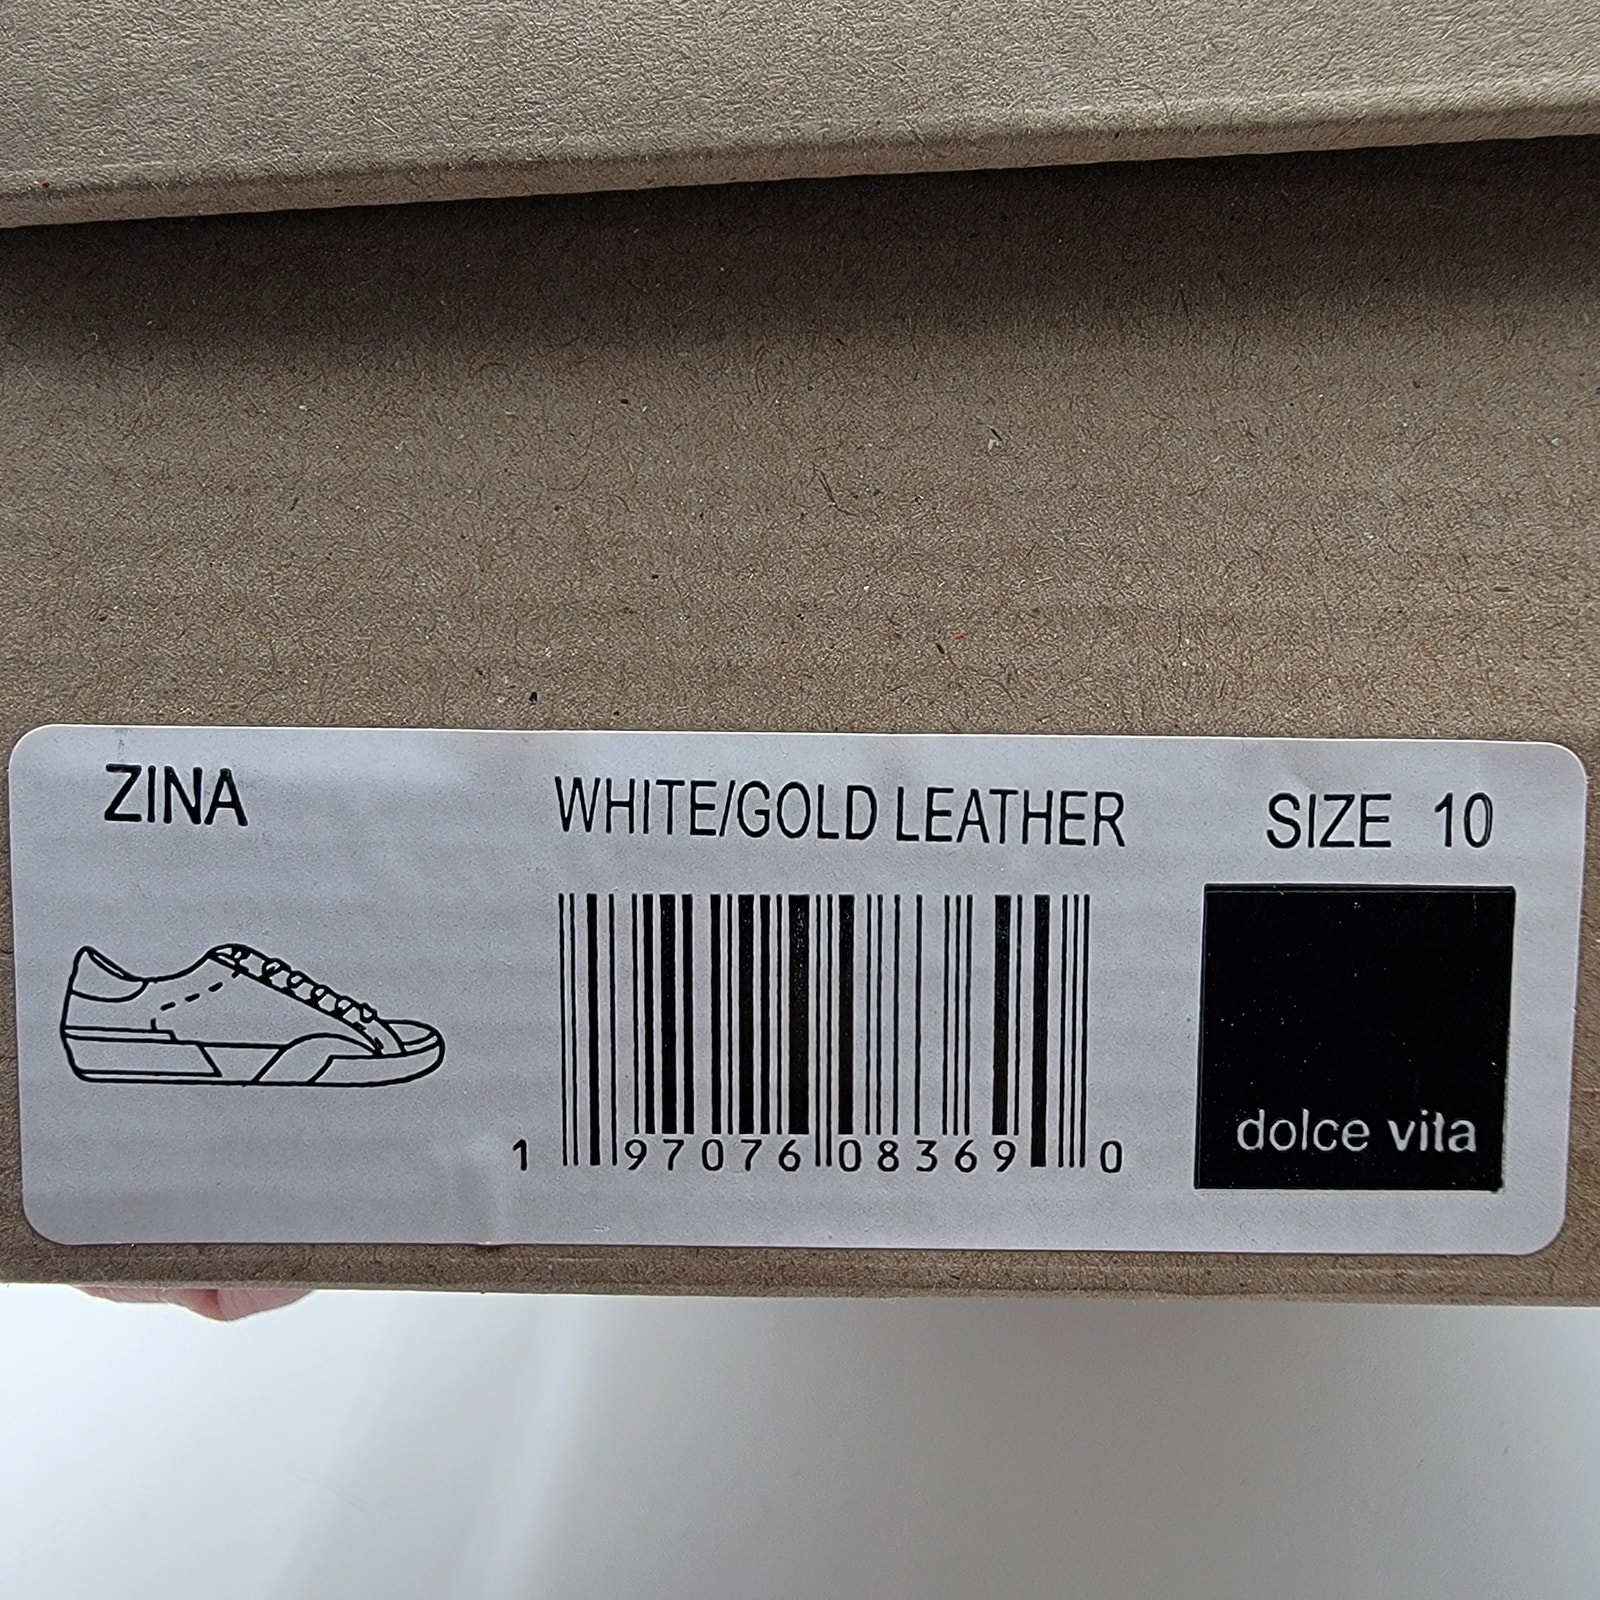 ZINA
WHITE/GOLD LEATHER
SIZE 10
1 97076 08369 0
dolce vita